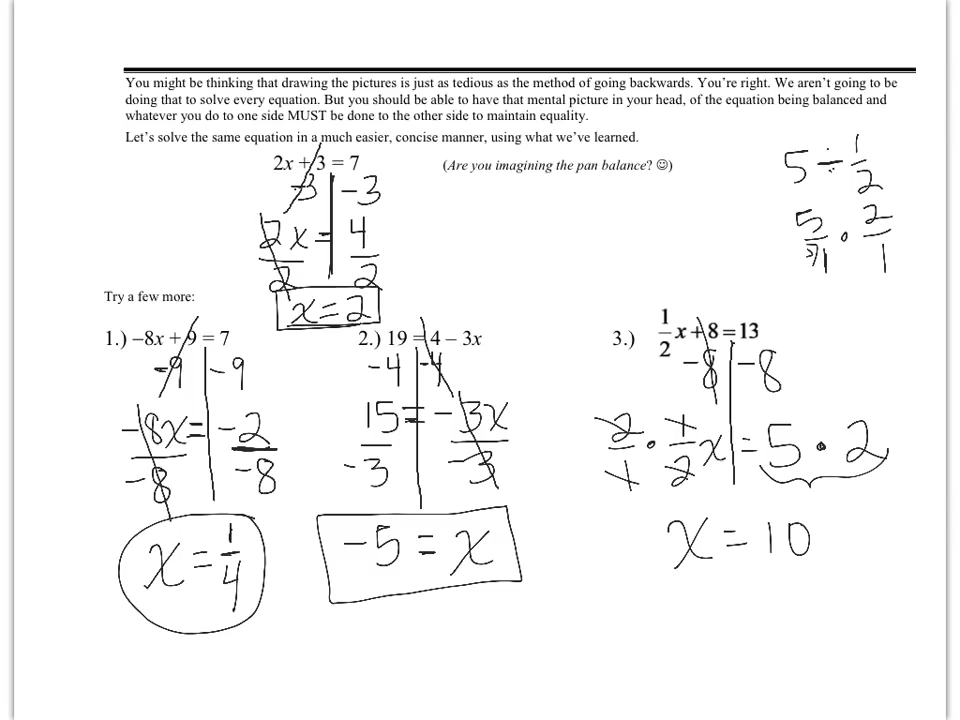 You might be thinking that drawing the pictures is just as tedious as the method of going backwards. You're right. We aren't going to be
doing that to solve every equation. But you should be able to have that mental picture in your head, of the equation being balanced and
whatever you do to one side MUST be done to the other side to maintain equality.
Let's solve the same equation in a much easier, concise manner, using what we've learned.
2x + 3 = 7 (Are you imagining the pan balance? ☺)
-3 | -3
2x = 4
2 2
x = 2
5 ÷ 1/2
5/1 · 2/1
Try a few more:
1.) –8x + 9 = 7
-9 | -9
-8x = -2
-8 -8
x = 1/4
2.) 19 = 4 – 3x
-4 | -4
15 = -3x
-3 -3
-5 = x
3.) 1/2 x + 8 = 13
-8 | -8
2/1 · 1/2 x = 5 · 2
x = 10